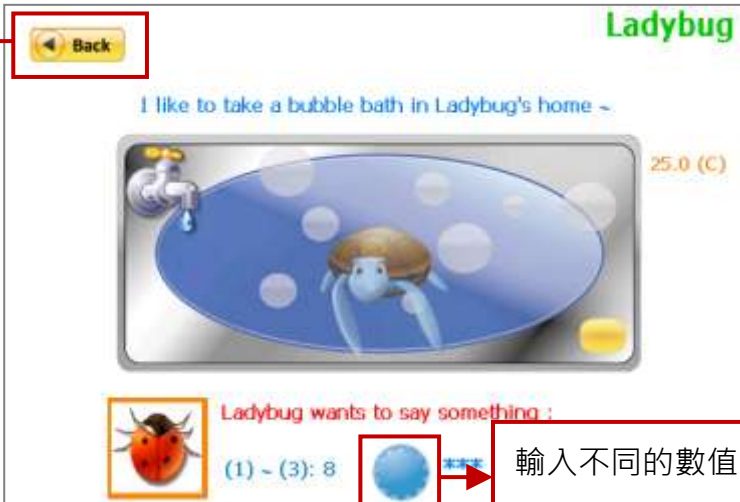 Back
Ladybug
I like to take a bubble bath in Ladybug's home ~
25.0 (C)
Ladybug wants to say something :
(1) ~ (3): 8
***
輸入不同的數值